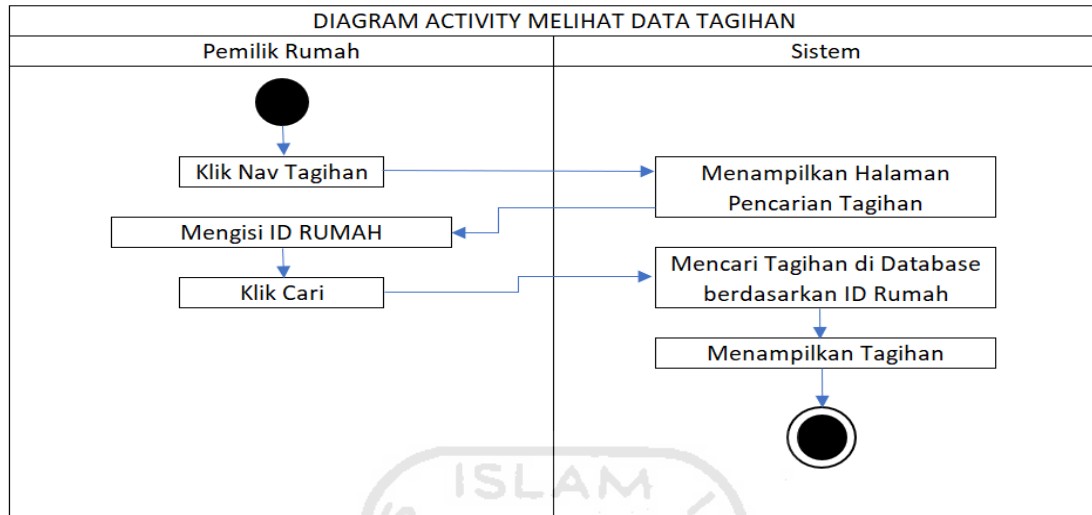 DIAGRAM ACTIVITY MELIHAT DATA TAGIHAN
Pemilik Rumah
Sistem
Klik Nav Tagihan
Menampilkan Halaman
Pencarian Tagihan
Mengisi ID RUMAH
Klik Cari
Mencari Tagihan di Database
berdasarkan ID Rumah
Menampilkan Tagihan
ISLAM